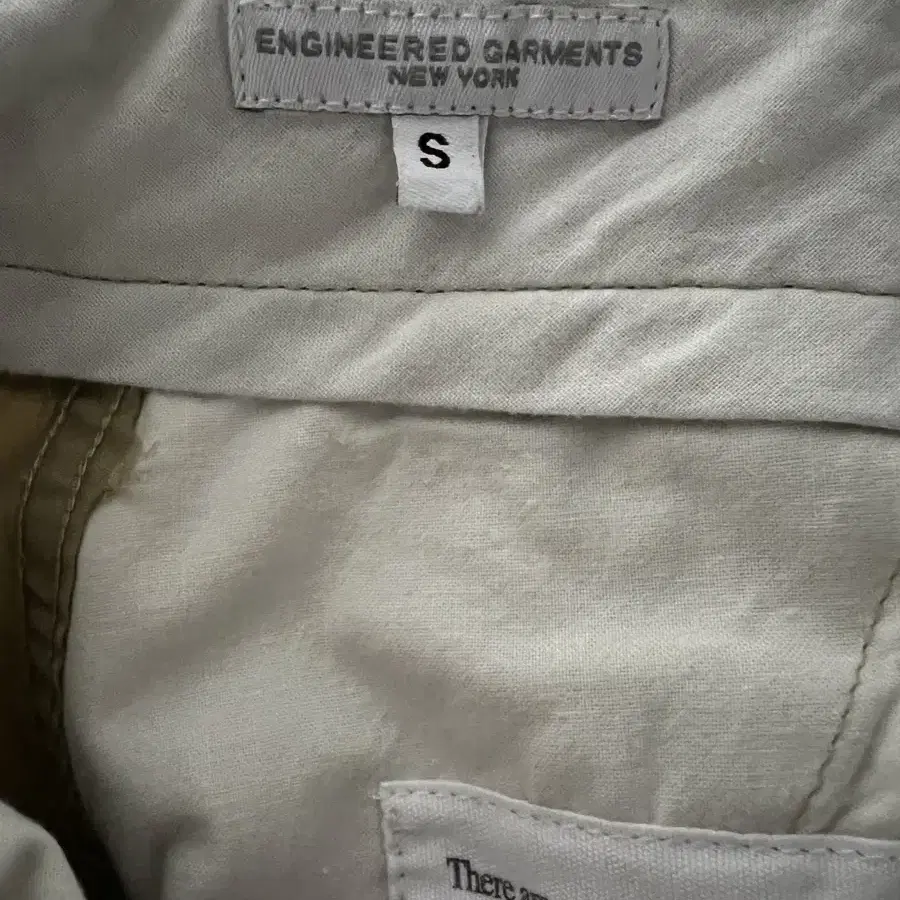 ENGINEERED GARMENTS
NEW YORK
S
There